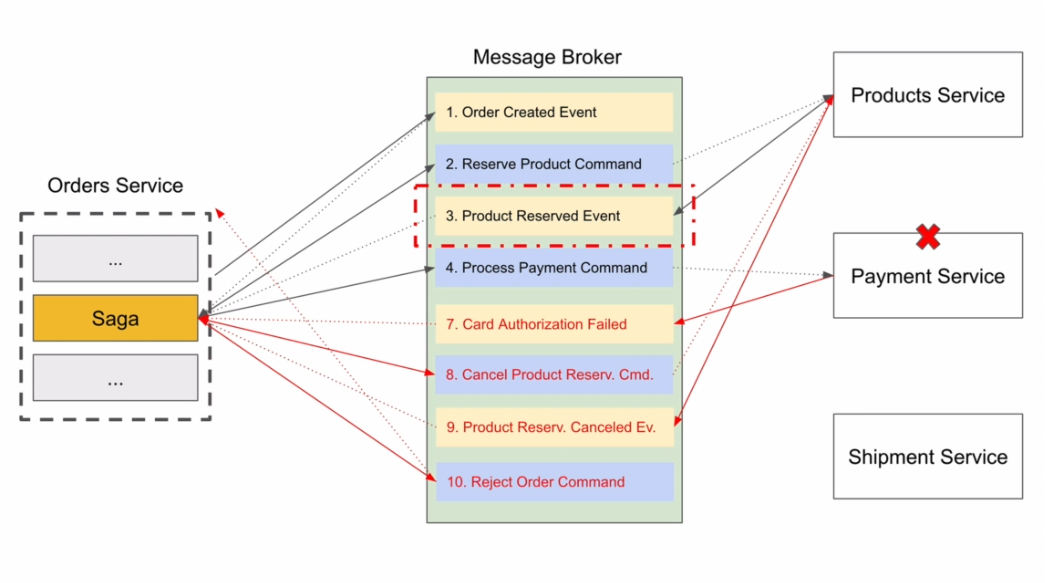 Message Broker
Orders Service
...
Saga
...
1. Order Created Event
2. Reserve Product Command
3. Product Reserved Event
4. Process Payment Command
7. Card Authorization Failed
8. Cancel Product Reserv. Cmd.
9. Product Reserv. Canceled Ev.
10. Reject Order Command
Products Service
Payment Service
Shipment Service